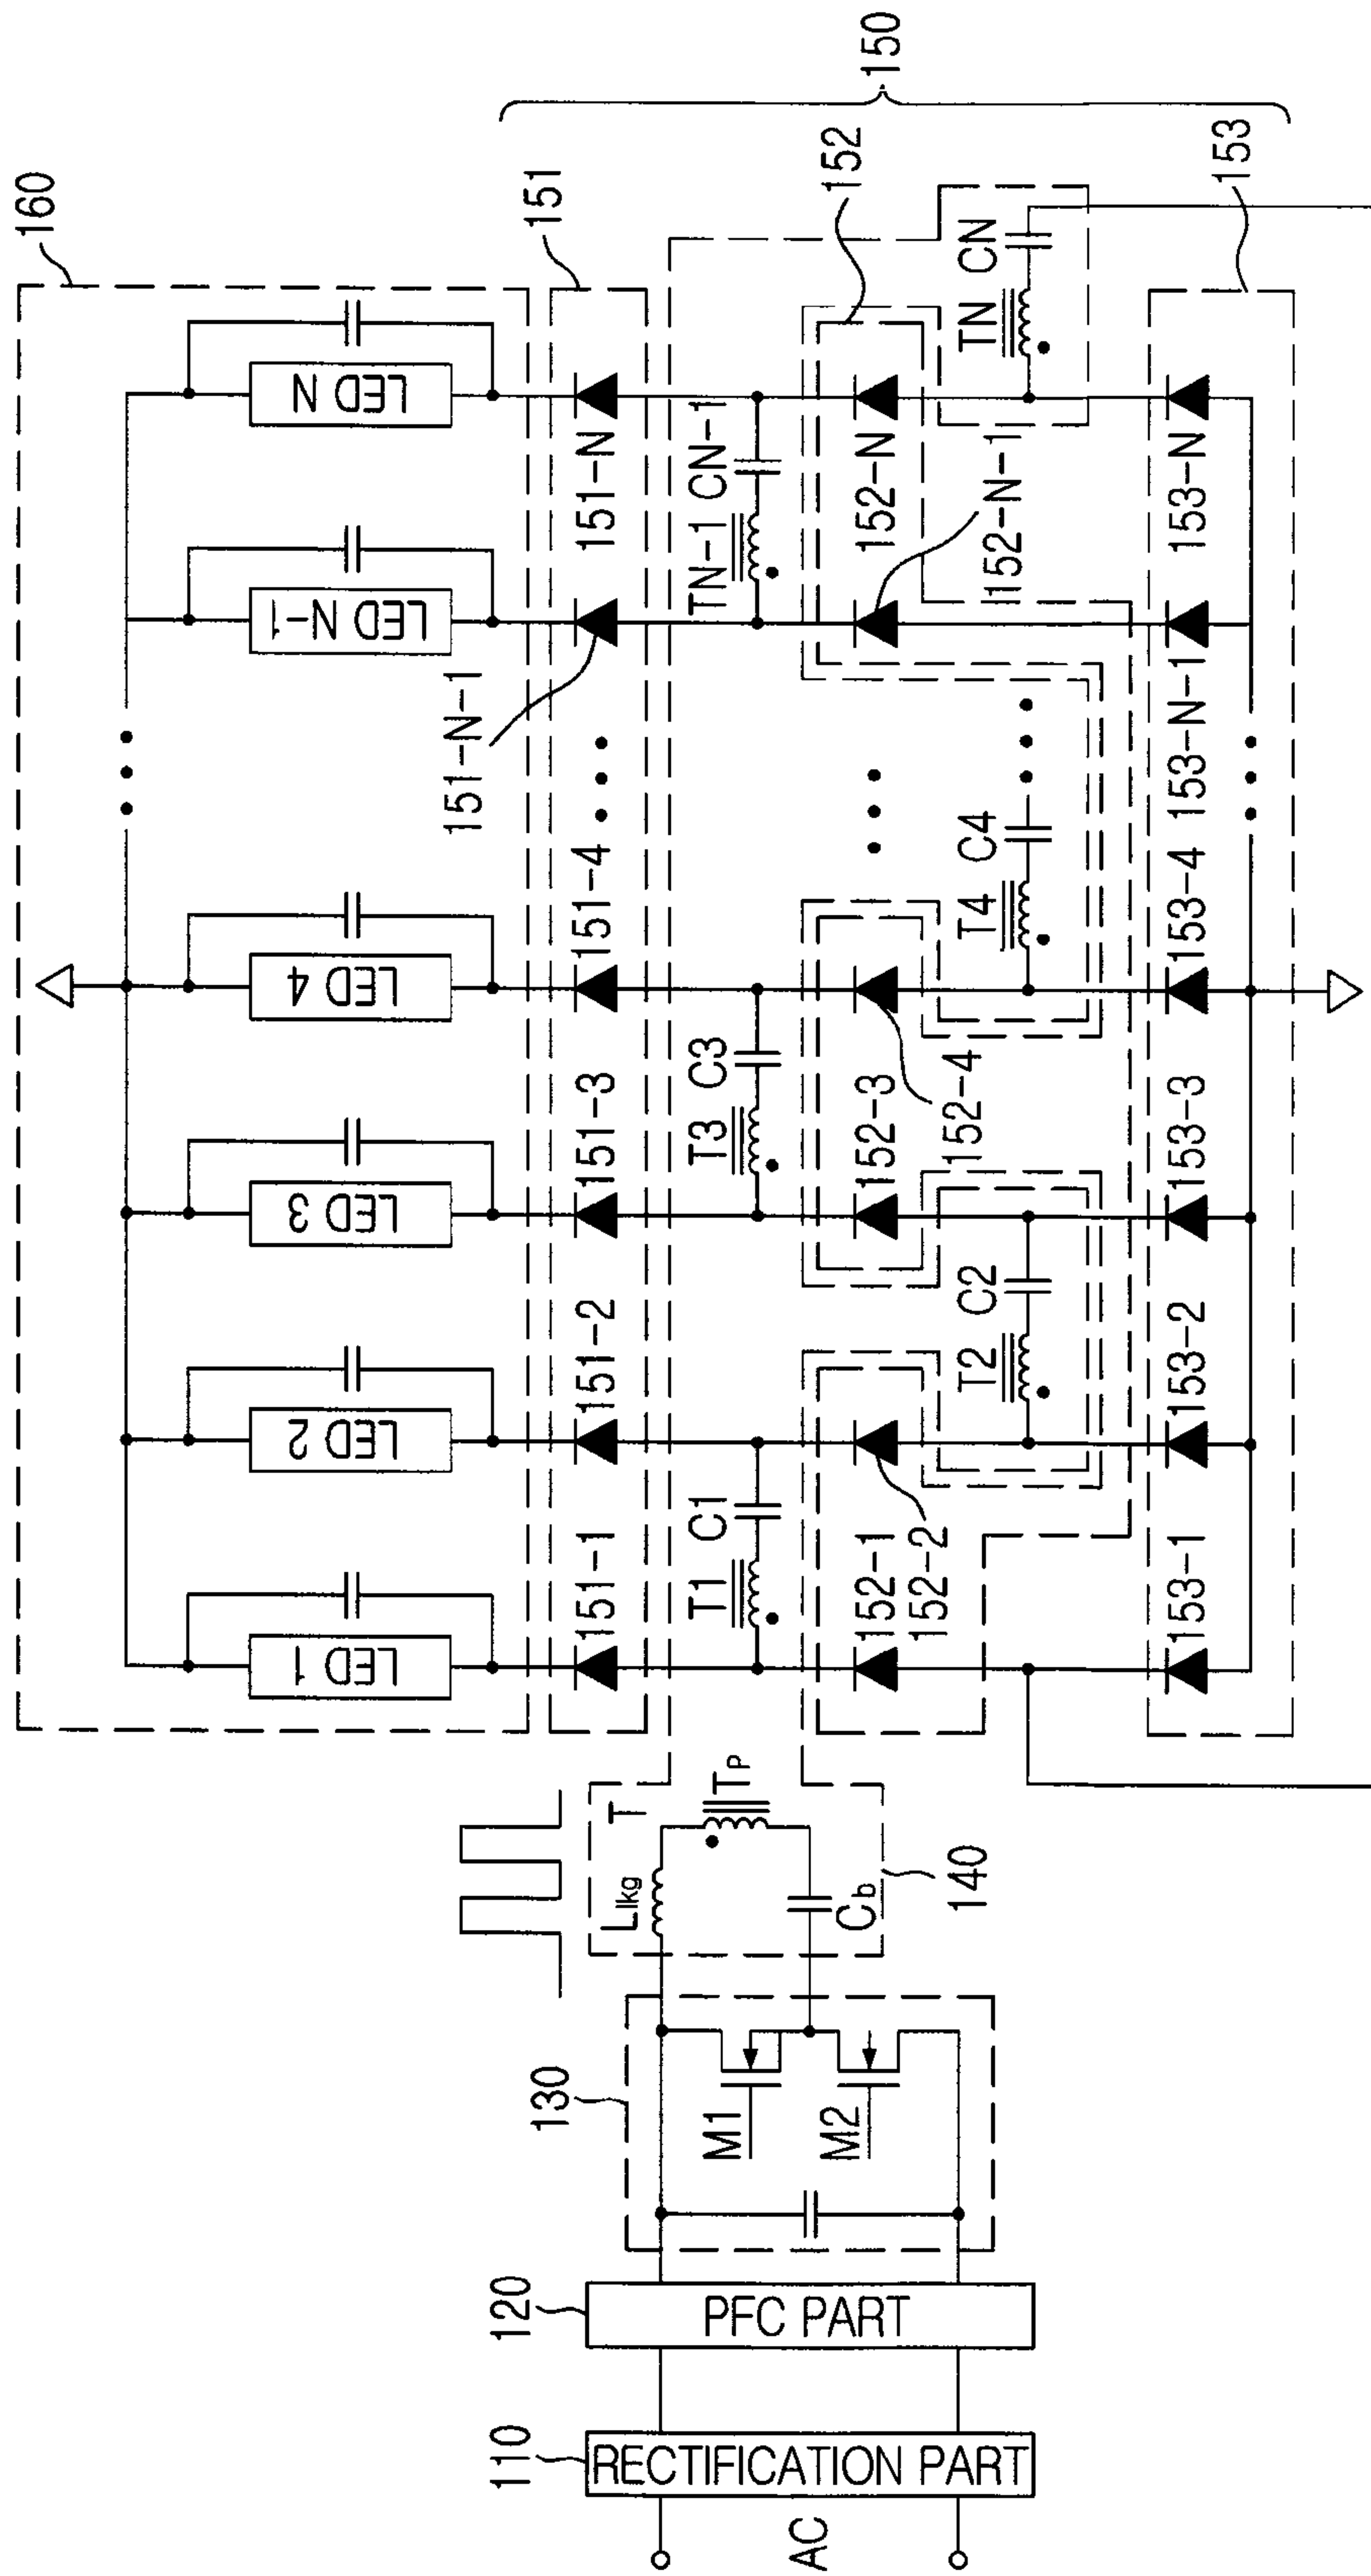 160
LED 1
LED 2
LED 3
LED 4
LED N-1
LED N
151
151-1
151-2
151-3
151-4
151-N-1
151-N
150
T1 C1
T3 C3
TN-1 CN-1
152
152-1
152-2
152-3
152-4
152-N-1
152-N
T2 C2
T4 C4
TN CN
153
153-1
153-2
153-3
153-4
153-N-1
153-N
T
Llkg
TP
Cb
140
130
M1
M2
120
PFC PART
110
RECTIFICATION PART
AC